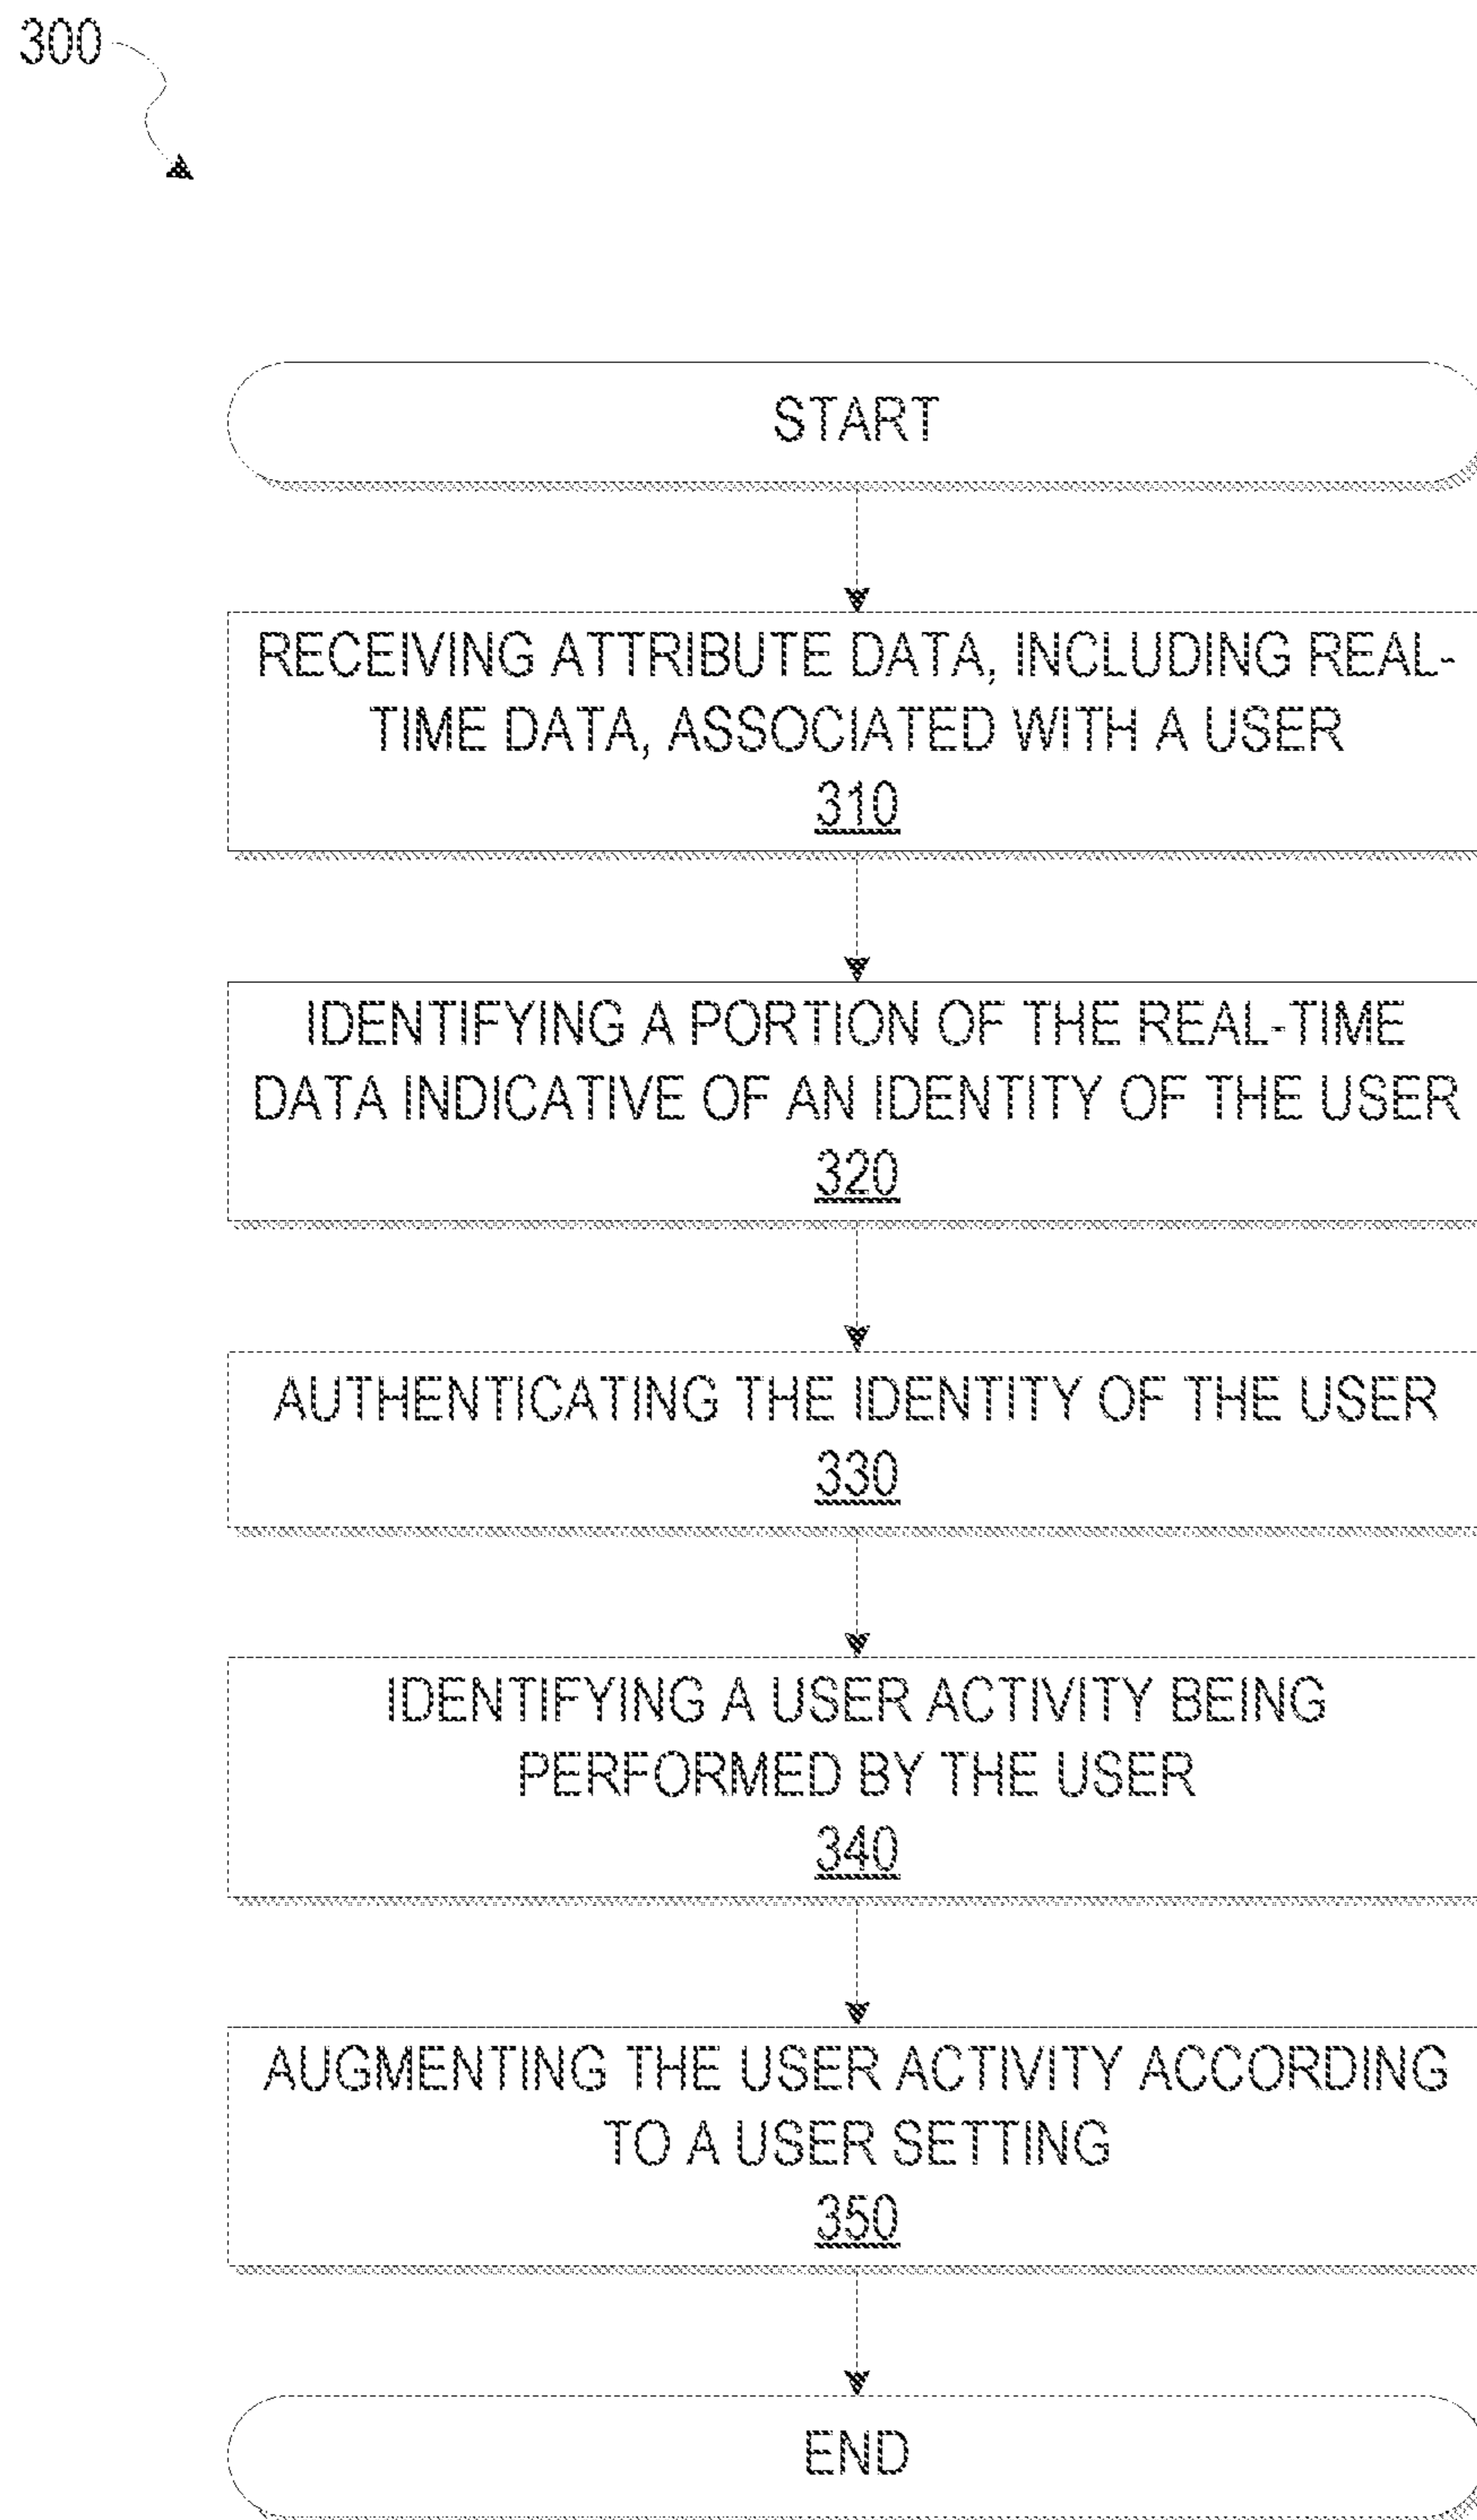 300
START
RECEIVING ATTRIBUTE DATA, INCLUDING REAL-
TIME DATA, ASSOCIATED WITH A USER
310
IDENTIFYING A PORTION OF THE REAL-TIME
DATA INDICATIVE OF AN IDENTITY OF THE USER
320
AUTHENTICATING THE IDENTITY OF THE USER
330
IDENTIFYING A USER ACTIVITY BEING
PERFORMED BY THE USER
340
AUGMENTING THE USER ACTIVITY ACCORDING
TO A USER SETTING
350
END